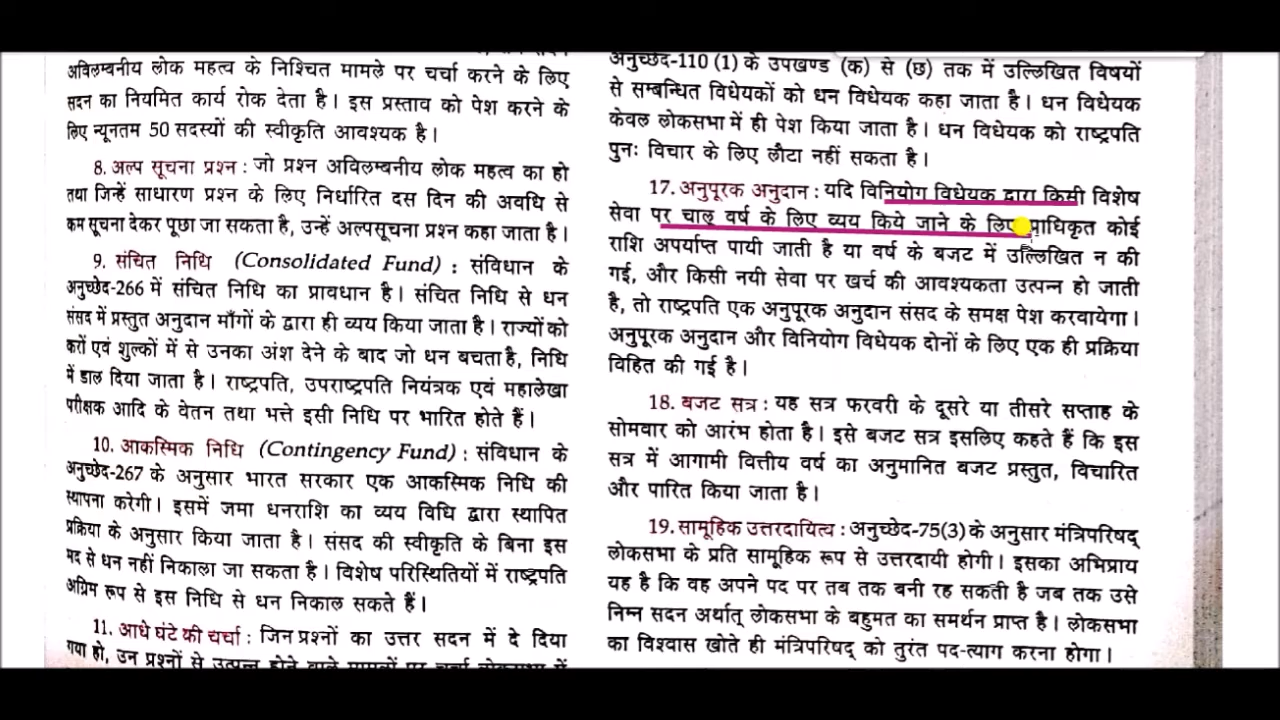 अविलम्बनीय लोक महत्व के निश्चित मामले पर चर्चा करने के लिए
सदन का नियमित कार्य रोक देता है। इस प्रस्ताव को पेश करने के
लिए न्यूनतम 50 सदस्यों की स्वीकृति आवश्यक है।
8. अल्प सूचना प्रश्न : जो प्रश्न अविलम्बनीय लोक महत्व का हो
तथा जिन्हें साधारण प्रश्न के लिए निर्धारित दस दिन की अवधि से
कम सूचना देकर पूछा जा सकता है, उन्हें अल्पसूचना प्रश्न कहा जाता है।
9. संचित निधि (Consolidated Fund) : संविधान के
अनुच्छेद-266 में संचित निधि का प्रावधान है। संचित निधि से धन
संसद में प्रस्तुत अनुदान माँगों के द्वारा ही व्यय किया जाता है। राज्यों को
करों एवं शुल्कों में से उनका अंश देने के बाद जो धन बचता है, निधि
में डाल दिया जाता है। राष्ट्रपति, उपराष्ट्रपति नियंत्रक एवं महालेखा
परीक्षक आदि के वेतन तथा भत्ते इसी निधि पर भारित होते हैं।
10. आकस्मिक निधि (Contingency Fund) : संविधान के
अनुच्छेद-267 के अनुसार भारत सरकार एक आकस्मिक निधि की
स्थापना करेगी। इसमें जमा धनराशि का व्यय विधि द्वारा स्थापित
प्रक्रिया के अनुसार किया जाता है। संसद की स्वीकृति के बिना इस
मद से धन नहीं निकाला जा सकता है। विशेष परिस्थितियों में राष्ट्रपति
अग्रिम रूप से इस निधि से धन निकाल सकते हैं।
11. आधे घंटे की चर्चा : जिन प्रश्नों का उत्तर सदन में दे दिया
गया हो, उन प्रश्नों से उत्पन्न होने वाले मामलों पर चर्चा लोकसभा में
अनुच्छेद-110 (1) के उपखण्ड (क) से (छ) तक में उल्लिखित विषयों
से सम्बन्धित विधेयकों को धन विधेयक कहा जाता है। धन विधेयक
केवल लोकसभा में ही पेश किया जाता है। धन विधेयक को राष्ट्रपति
पुनः विचार के लिए लौटा नहीं सकता है।
17. अनुपूरक अनुदान : यदि विनियोग विधेयक द्वारा किसी विशेष
सेवा पर चालू वर्ष के लिए व्यय किये जाने के लिए प्राधिकृत कोई
राशि अपर्याप्त पायी जाती है या वर्ष के बजट में उल्लिखित न की
गई, और किसी नयी सेवा पर खर्च की आवश्यकता उत्पन्न हो जाती
है, तो राष्ट्रपति एक अनुपूरक अनुदान संसद के समक्ष पेश करवायेगा।
अनुपूरक अनुदान और विनियोग विधेयक दोनों के लिए एक ही प्रक्रिया
विहित की गई है।
18. बजट सत्र : यह सत्र फरवरी के दूसरे या तीसरे सप्ताह के
सोमवार को आरंभ होता है। इसे बजट सत्र इसलिए कहते हैं कि इस
सत्र में आगामी वित्तीय वर्ष का अनुमानित बजट प्रस्तुत, विचारित
और पारित किया जाता है।
19. सामूहिक उत्तरदायित्व : अनुच्छेद-75(3) के अनुसार मंत्रिपरिषद्
लोकसभा के प्रति सामूहिक रूप से उत्तरदायी होगी। इसका अभिप्राय
यह है कि वह अपने पद पर तब तक बनी रह सकती है जब तक उसे
निम्न सदन अर्थात् लोकसभा के बहुमत का समर्थन प्राप्त है। लोकसभा
का विश्वास खोते ही मंत्रिपरिषद् को तुरंत पद-त्याग करना होगा।